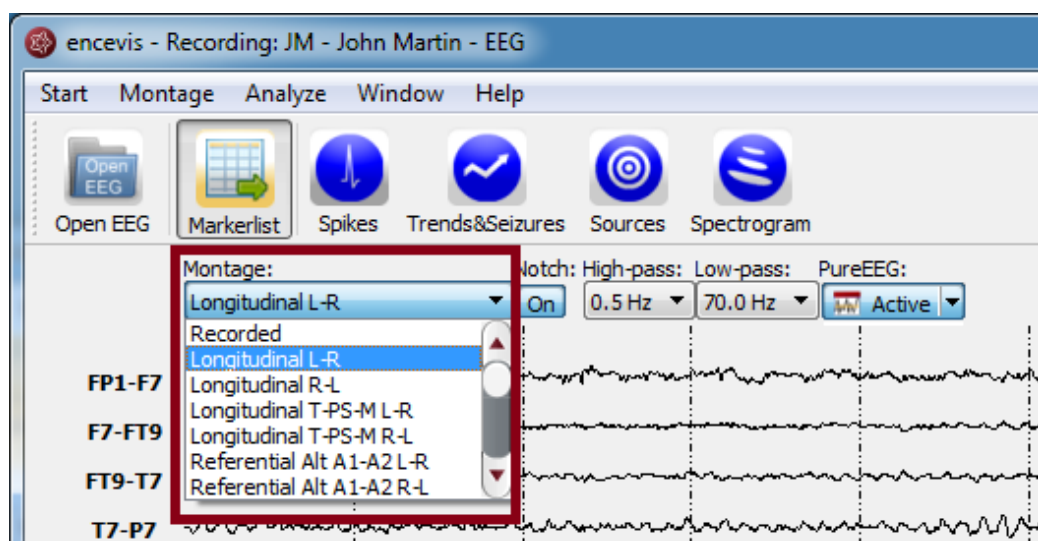 encevis - Recording: JM - John Martin - EEG
Start Montage Analyze Window Help
Open
EEG
Open EEG Markerlist Spikes Trends&Seizures Sources Spectrogram
Montage: Notch: High-pass: Low-pass: PureEEG:
Longitudinal L-R On 0.5 Hz 70.0 Hz Active
Recorded
Longitudinal L-R
FP1-F7 Longitudinal R-L
Longitudinal T-PS-M L-R
F7-FT9 Longitudinal T-PS-M R-L
Referential Alt A1-A2 L-R
FT9-T7 Referential Alt A1-A2 R-L
T7-P7